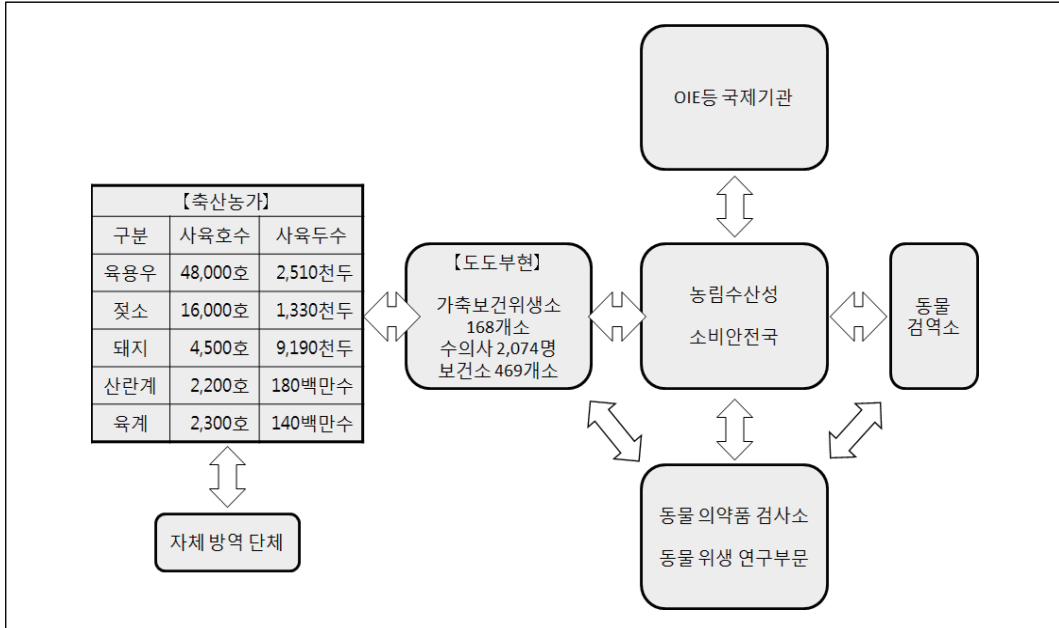 OIE등 국제기관
【축산농가】
구분 사육호수 사육두수
육용우 48,000호 2,510천두
젖소 16,000호 1,330천두
돼지 4,500호 9,190천두
산란계 2,200호 180백만수
육계 2,300호 140백만수
【도도부현】
가축보건위생소
168개소
수의사 2,074명
보건소 469개소
농림수산성
소비안전국
동물
검역소
자체 방역 단체
동물 의약품 검사소
동물 위생 연구부문